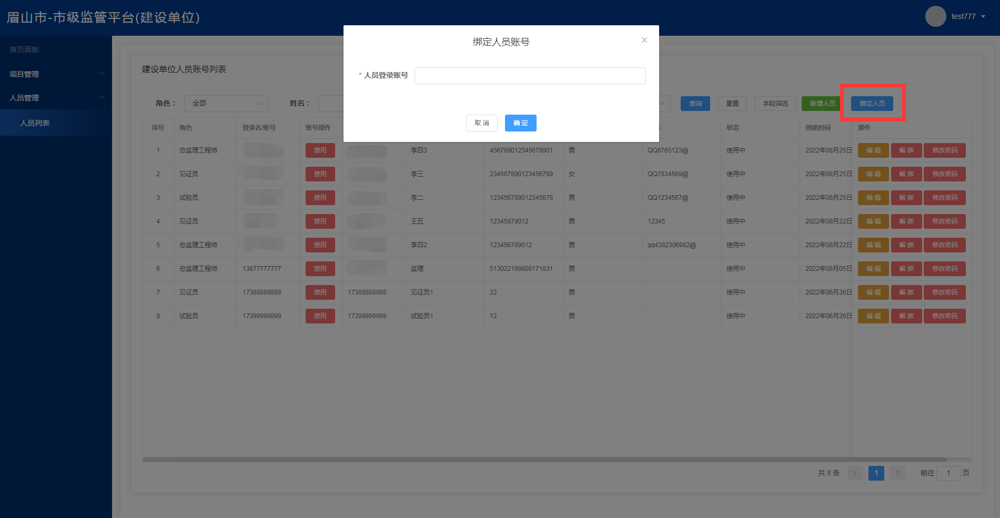 眉山市-市级监管平台(建设单位)
test777
首页面板
项目管理
人员管理
人员列表
绑定人员账号
* 人员登录账号
取 消
确 定
建设单位人员账号列表
角色：
全部
姓名：
查询
重置
字段筛选
新增人员
绑定人员
序号 角色 登录名/账号 账号操作 状态 创建时间 操作
1 总监理工程师 禁用 李四3 456789012345678901 男 QQ8765123@ 使用中 2022年08月25日 编 辑 解 绑 修改密码
2 见证员 禁用 李三 234567890123456789 女 QQ7834569@ 使用中 2022年08月25日 编 辑 解 绑 修改密码
3 试验员 禁用 李二 123456789012345678 男 QQ1234567@ 使用中 2022年08月25日 编 辑 解 绑 修改密码
4 见证员 禁用 王五 12345879012 男 12345 使用中 2022年08月22日 编 辑 解 绑 修改密码
5 总监理工程师 禁用 李四2 123456789012 男 qq4382306982@ 使用中 2022年08月22日 编 辑 解 绑 修改密码
6 总监理工程师 13877777777 禁用 监理 513022199808171831 男 使用中 2022年08月05日 编 辑 解 绑 修改密码
7 见证员 17388888888 禁用 17388888888 见证员1 22 男 使用中 2022年06月26日 编 辑 解 绑 修改密码
8 试验员 17399999999 禁用 17399999999 试验员1 12 男 使用中 2022年06月26日 编 辑 解 绑 修改密码
共 8 条
1
前往 1 页